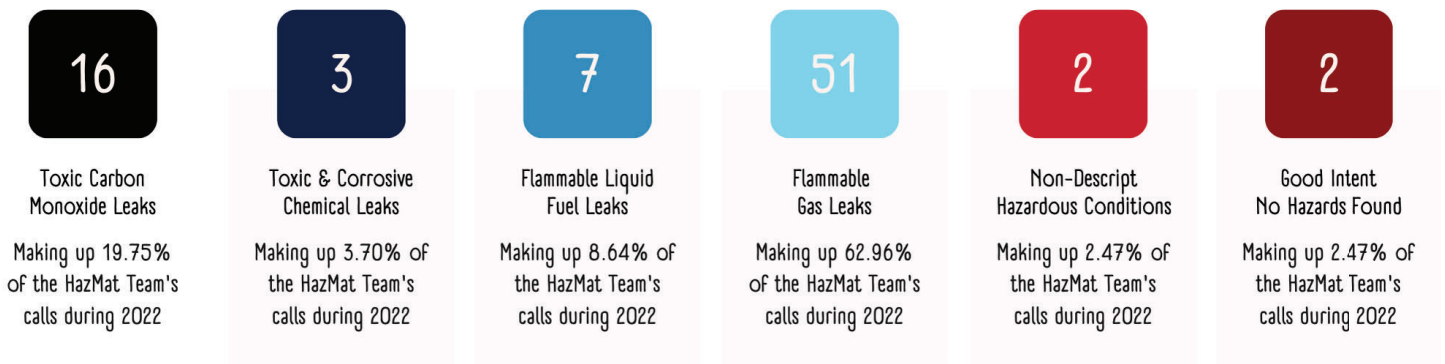 16
Toxic Carbon
Monoxide Leaks
Making up 19.75%
of the HazMat Team's
calls during 2022
3
Toxic & Corrosive
Chemical Leaks
Making up 3.70% of
the HazMat Team's
calls during 2022
7
Flammable Liquid
Fuel Leaks
Making up 8.64% of
the HazMat Team's
calls during 2022
51
Flammable
Gas Leaks
Making up 62.96%
of the HazMat Team's
calls during 2022
2
Non-Descript
Hazardous Conditions
Making up 2.47% of
the HazMat Team's
calls during 2022
2
Good Intent
No Hazards Found
Making up 2.47% of
the HazMat Team's
calls during 2022